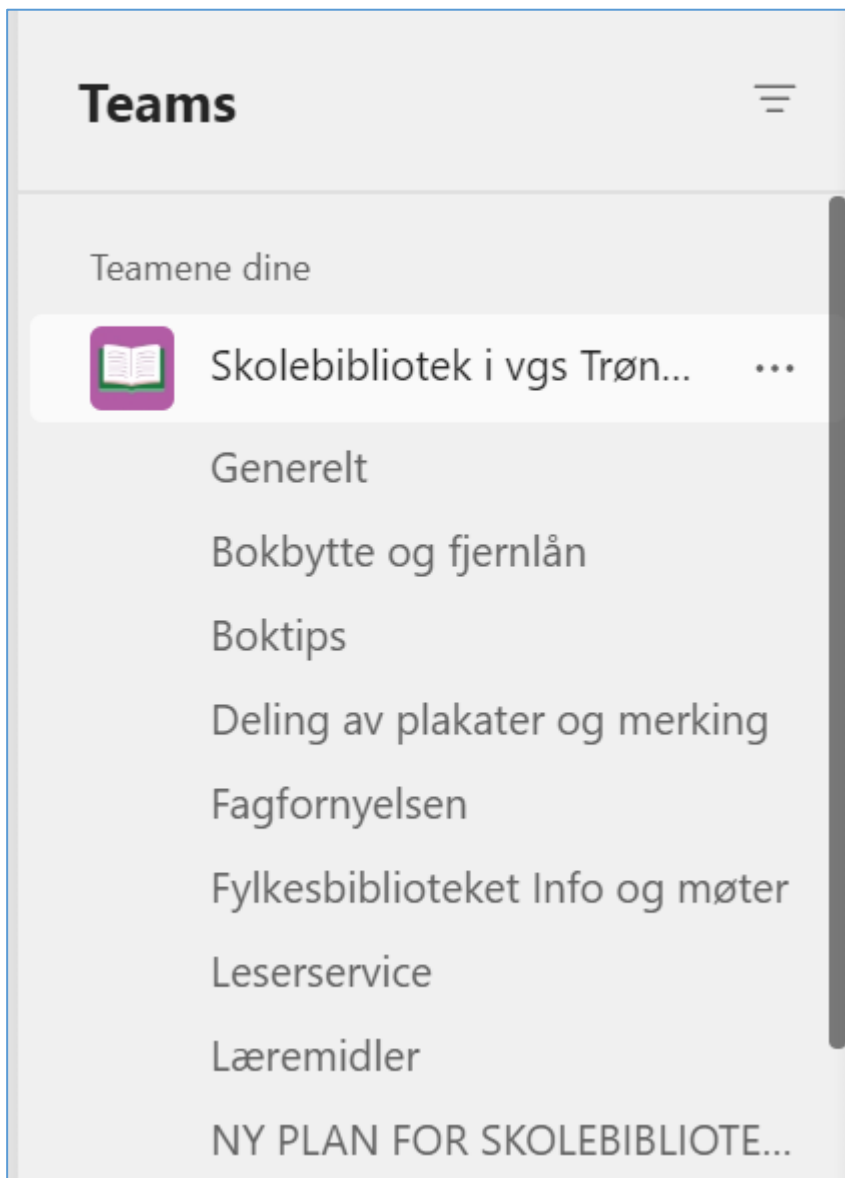 Teams
Teamene dine
Skolebibliotek i vgs Trøn...
Generelt
Bokbytte og fjernlån
Boktips
Deling av plakater og merking
Fagfornyelsen
Fylkesbiblioteket Info og møter
Leserservice
Læremidler
NY PLAN FOR SKOLEBIBLIOTE...